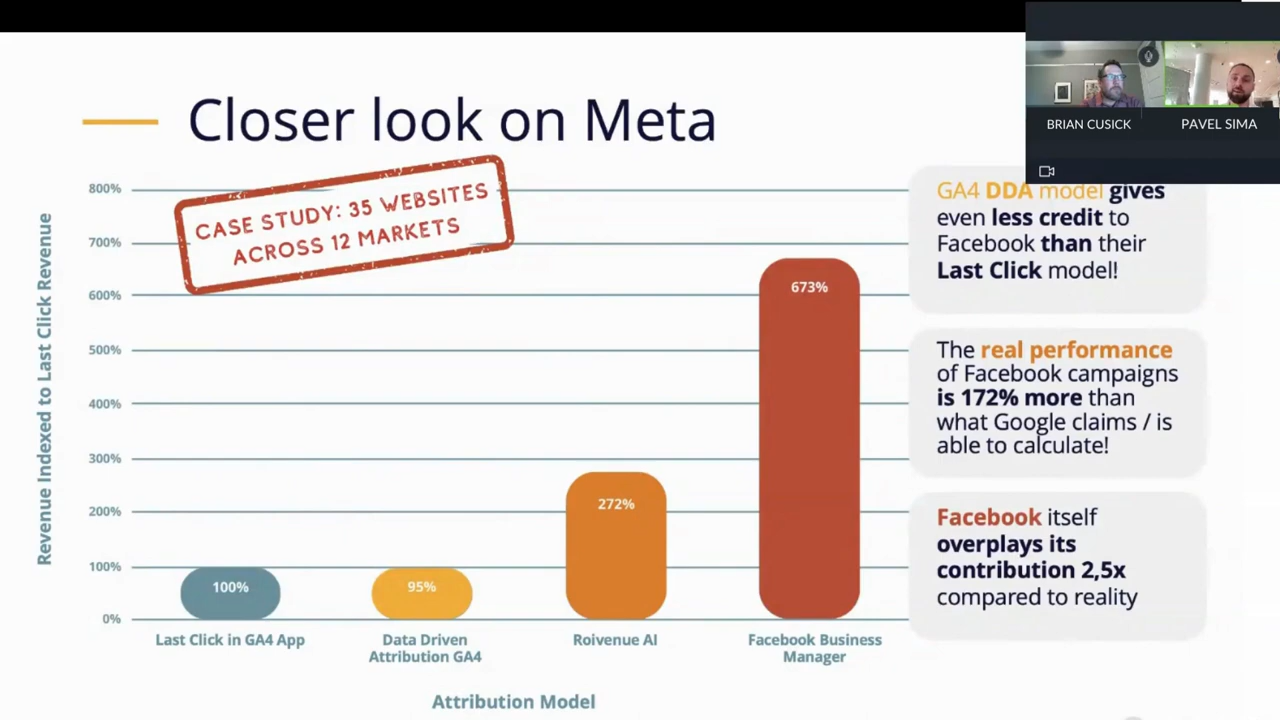 Closer look on Meta
CASE STUDY: 35 WEBSITES
ACROSS 12 MARKETS
BRIAN CUSICK
PAVEL SIMA
Revenue Indexed to Last Click Revenue
800%
700%
600%
500%
400%
300%
200%
100%
0%
100%
95%
272%
673%
Last Click in GA4 App
Data Driven
Attribution GA4
Roivenue AI
Facebook Business
Manager
Attribution Model
GA4 DDA model gives
even less credit to
Facebook than their
Last Click model!
The real performance
of Facebook campaigns
is 172% more than
what Google claims / is
able to calculate!
Facebook itself
overplays its
contribution 2,5x
compared to reality